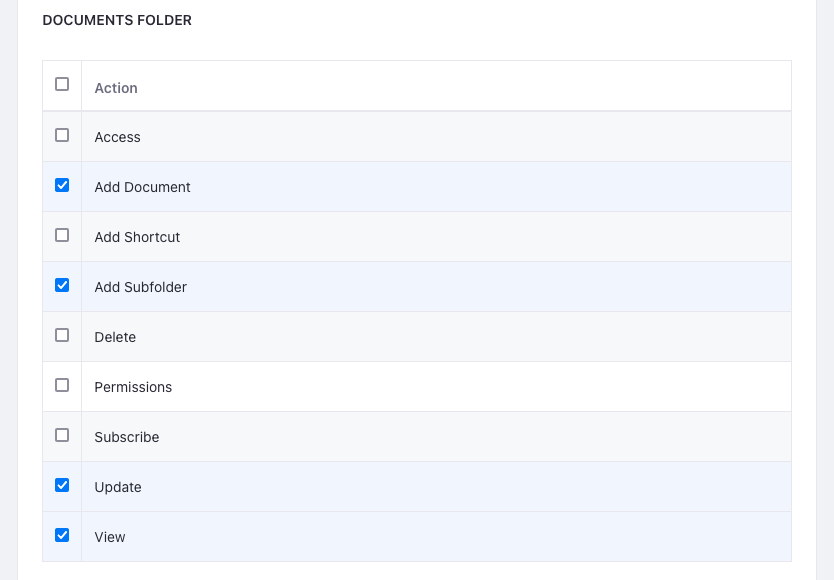 DOCUMENTS FOLDER
Action
Access
Add Document
Add Shortcut
Add Subfolder
Delete
Permissions
Subscribe
Update
View